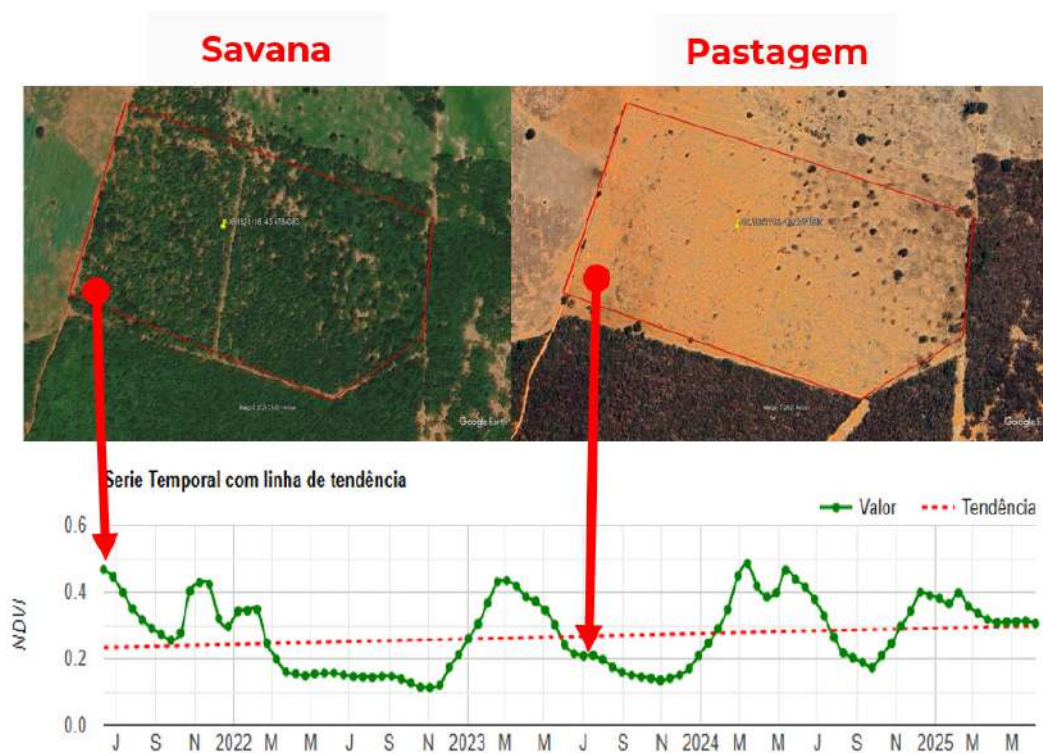 Savana
Pastagem
Google Earth
Google E
Serie Temporal com linha de tendência
Valor
Tendência
NDVI
0.6
0.4
0.2
0.0
J S N 2022 M M J S N 2023 M M J S N 2024 M M J S N 2025 M M